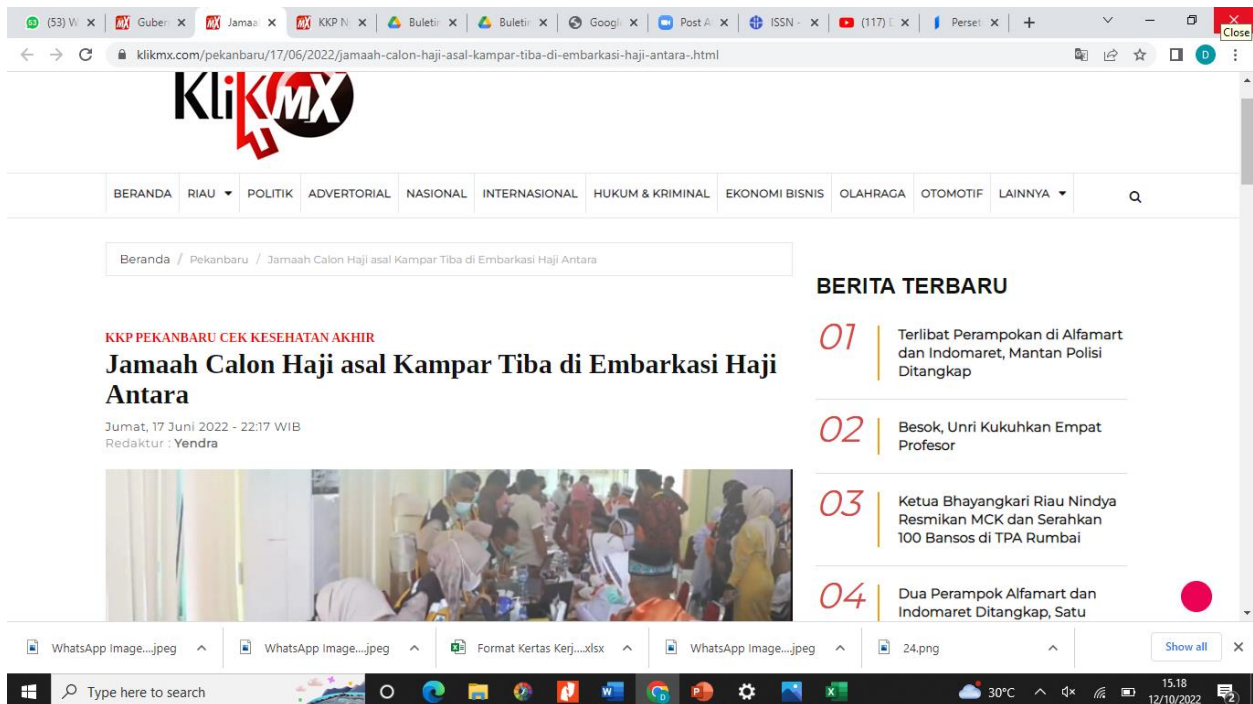 (53) W
Guber
Jamaa
KKP N
Buletin
Buletin
Googl
Post A
ISSN -
(117) E
Perset
Close
klikmx.com/pekanbaru/17/06/2022/jamaah-calon-haji-asal-kampar-tiba-di-embarkasi-haji-antara-.html
D
KliK MX
BERANDA RIAU POLITIK ADVERTORIAL NASIONAL INTERNASIONAL HUKUM & KRIMINAL EKONOMI BISNIS OLAHRAGA OTOMOTIF LAINNYA
Beranda / Pekanbaru / Jamaah Calon Haji asal Kampar Tiba di Embarkasi Haji Antara
KKP PEKANBARU CEK KESEHATAN AKHIR
Jamaah Calon Haji asal Kampar Tiba di Embarkasi Haji
Antara
Jumat, 17 Juni 2022 - 22:17 WIB
Redaktur : Yendra
BERITA TERBARU
01
Terlibat Perampokan di Alfamart
dan Indomaret, Mantan Polisi
Ditangkap
02
Besok, Unri Kukuhkan Empat
Profesor
03
Ketua Bhayangkari Riau Nindya
Resmikan MCK dan Serahkan
100 Bansos di TPA Rumbai
04
Dua Perampok Alfamart dan
Indomaret Ditangkap, Satu
WhatsApp Image....jpeg
WhatsApp Image....jpeg
Format Kertas Kerj....xlsx
WhatsApp Image....jpeg
24.png
Show all
Type here to search
30°C
15.18
12/10/2022
2